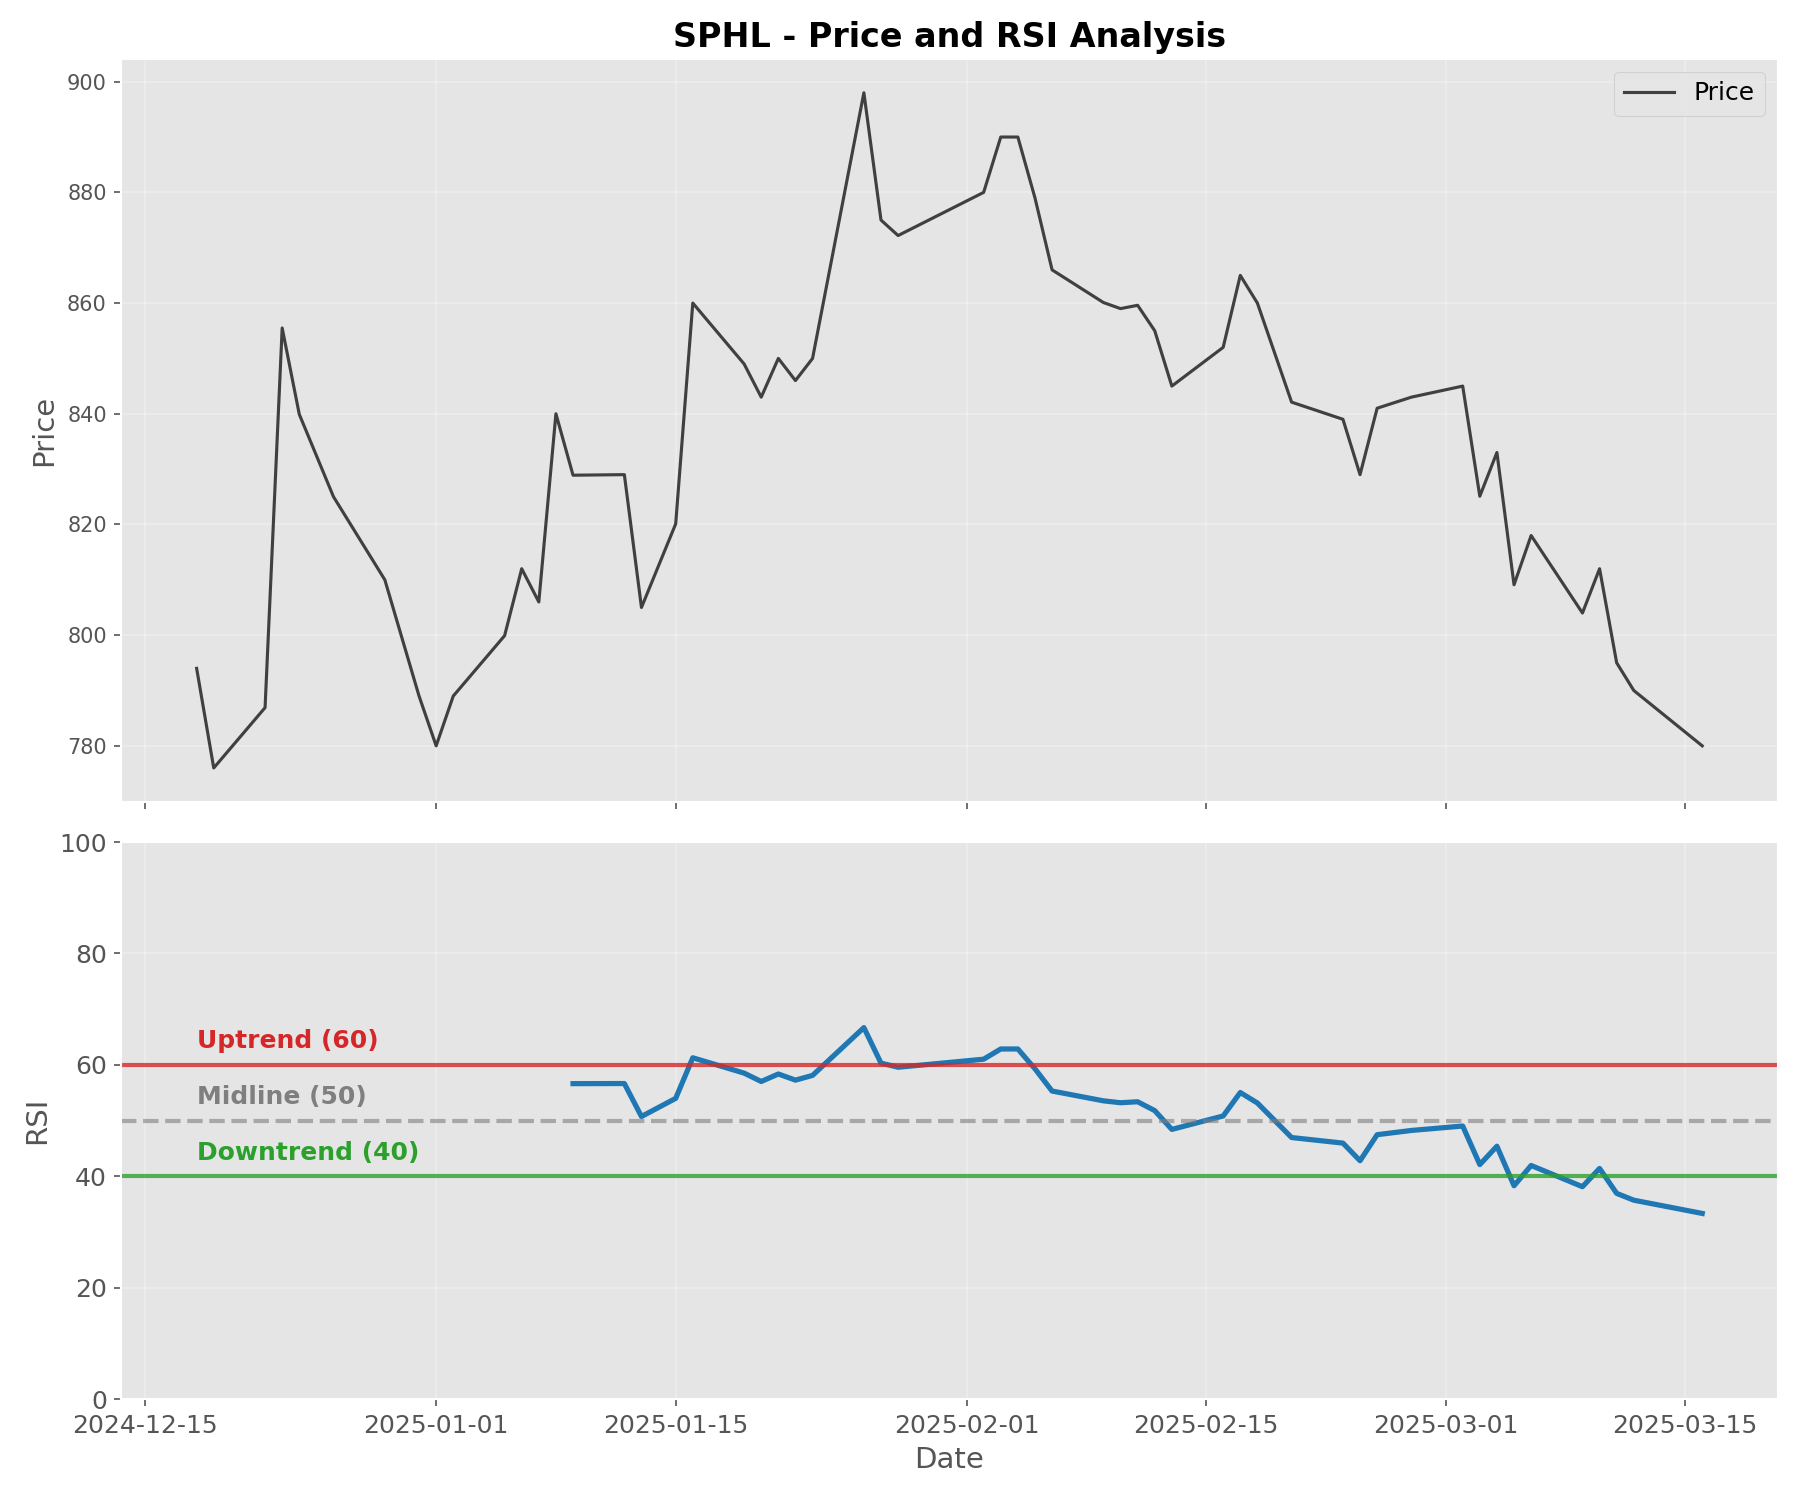 SPHL - Price and RSI Analysis
900
880
860
840
820
800
780
Price
Price
100
80
60
40
20
0
RSI
Uptrend (60)
Midline (50)
Downtrend (40)
2024-12-15
2025-01-01
2025-01-15
2025-02-01
2025-02-15
2025-03-01
2025-03-15
Date